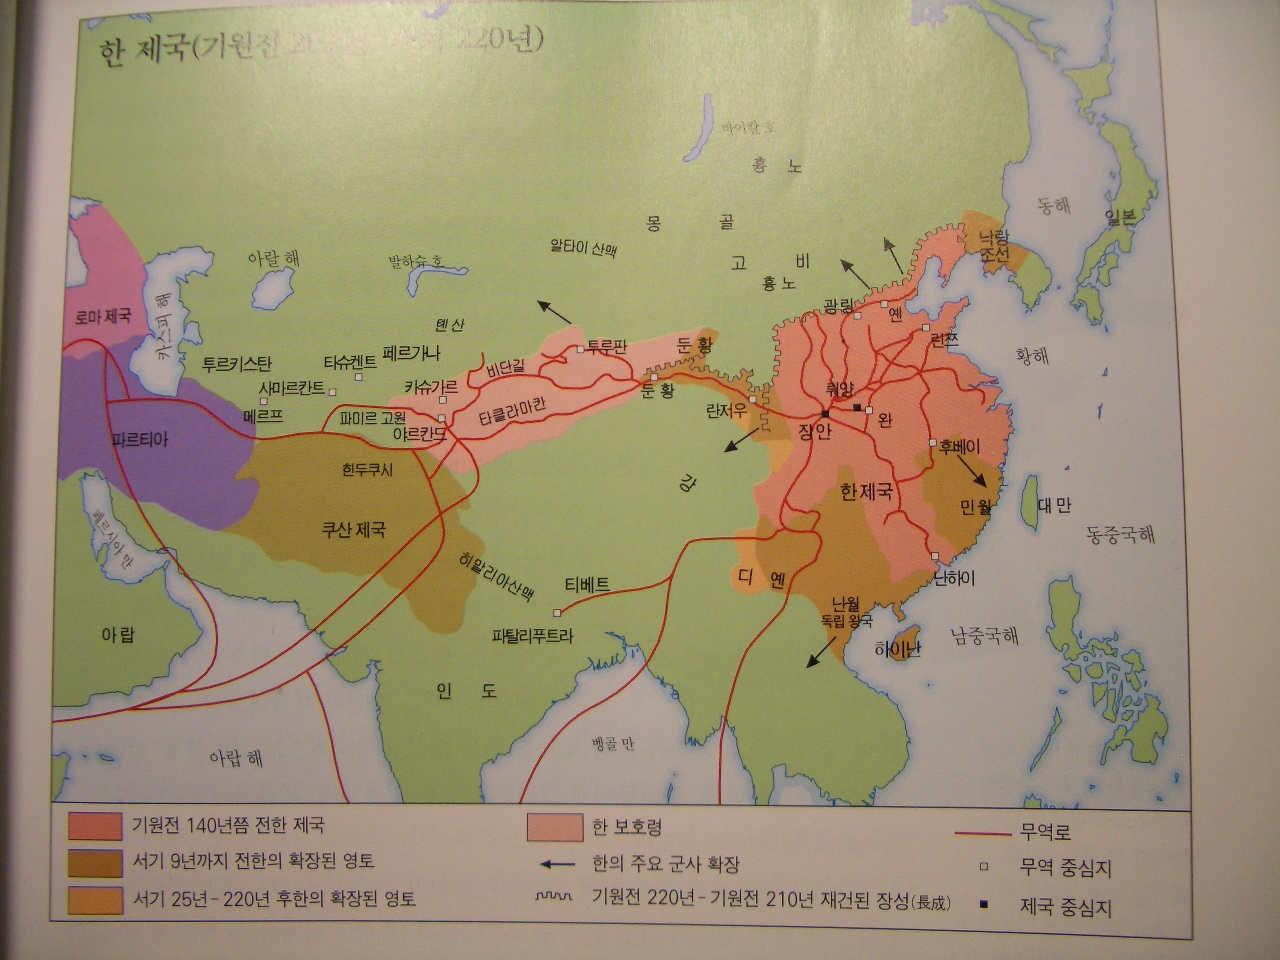 한 제국(기원전 220년)
바이칼 호
흉 노
동해
일본
몽 골
알타이 산맥
아랄 해
발하슈 호
고 비
흉 노
낙랑
조선
로마 제국
카스피 해
톈 산
광링
옌
린쯔
황해
투르키스탄
타슈켄트
페르가나
투르판
둔 황
비단길
사마르칸트
카슈가르
둔 황
뤄양
메르프
파미르 고원
타클라마칸
란저우
완
야르칸드
장안
파르티아
후베이
힌두쿠시
강
한 제국
민월
대 만
페르시아 만
쿠산 제국
동중국해
히말리아산맥
티베트
디 옌
난하이
난월
독립 왕국
아 랍
파탈리푸트라
하이난
남중국해
인 도
아랍 해
벵골 만
기원전 140년쯤 전한 제국
서기 9년까지 전한의 확장된 영토
서기 25년-220년 후한의 확장된 영토
한 보호령
한의 주요 군사 확장
기원전 220년-기원전 210년 재건된 장성(長成)
무역로
무역 중심지
제국 중심지